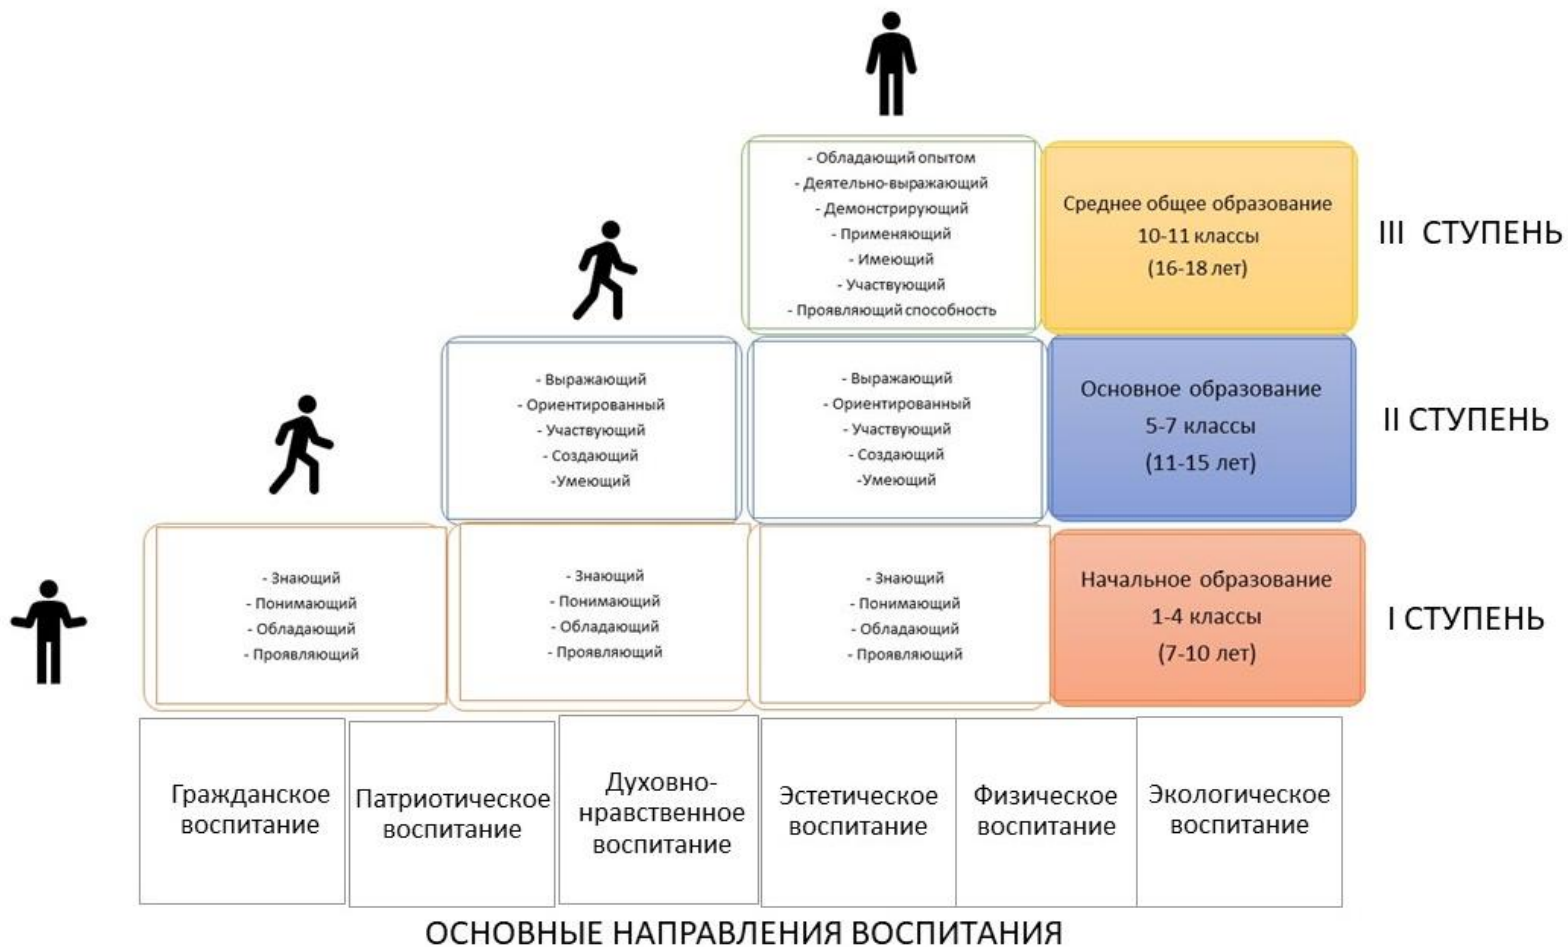 - Обладающий опытом
- Деятельно-выражающий
- Демонстрирующий
- Применяющий
- Имеющий
- Участвующий
- Проявляющий способность
Среднее общее образование
10-11 классы
(16-18 лет)
III СТУПЕНЬ
- Выражающий
- Ориентированный
- Участвующий
- Создающий
-Умеющий
- Выражающий
- Ориентированный
- Участвующий
- Создающий
-Умеющий
Основное образование
5-7 классы
(11-15 лет)
II СТУПЕНЬ
- Знающий
- Понимающий
- Обладающий
- Проявляющий
- Знающий
- Понимающий
- Обладающий
- Проявляющий
- Знающий
- Понимающий
- Обладающий
- Проявляющий
Начальное образование
1-4 классы
(7-10 лет)
I СТУПЕНЬ
Гражданское
воспитание
Патриотическое
воспитание
Духовно-
нравственное
воспитание
Эстетическое
воспитание
Физическое
воспитание
Экологическое
воспитание
ОСНОВНЫЕ НАПРАВЛЕНИЯ ВОСПИТАНИЯ